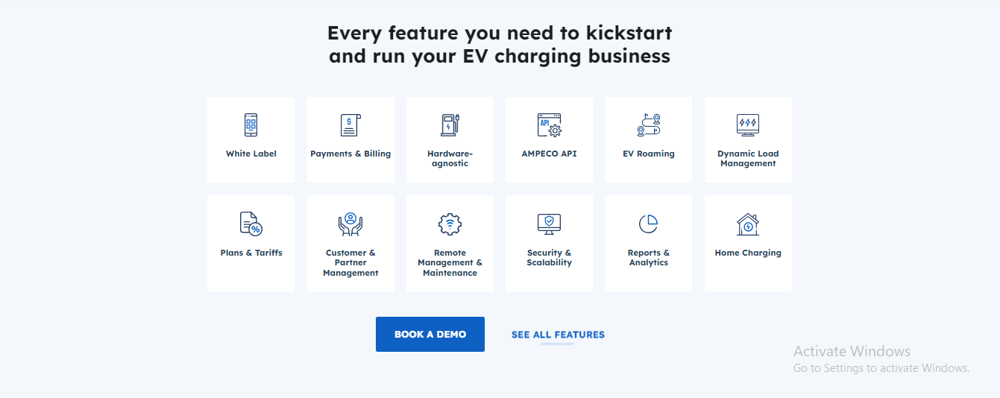 Every feature you need to kickstart
and run your EV charging business
$
API
White Label
Payments & Billing
Hardware-
agnostic
AMPECO API
EV Roaming
Dynamic Load
Management
%
Plans & Tariffs
Customer &
Partner
Management
Remote
Management &
Maintenance
Security &
Scalability
Reports &
Analytics
Home Charging
BOOK A DEMO
SEE ALL FEATURES
Activate Windows
Go to Settings to activate Windows.